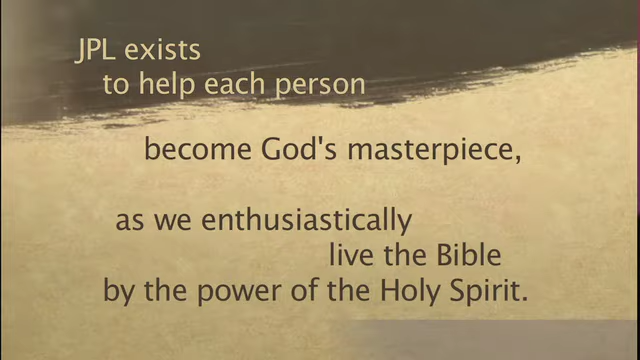 JPL exists
to help each person
become God's masterpiece,
as we enthusiastically
live the Bible
by the power of the Holy Spirit.